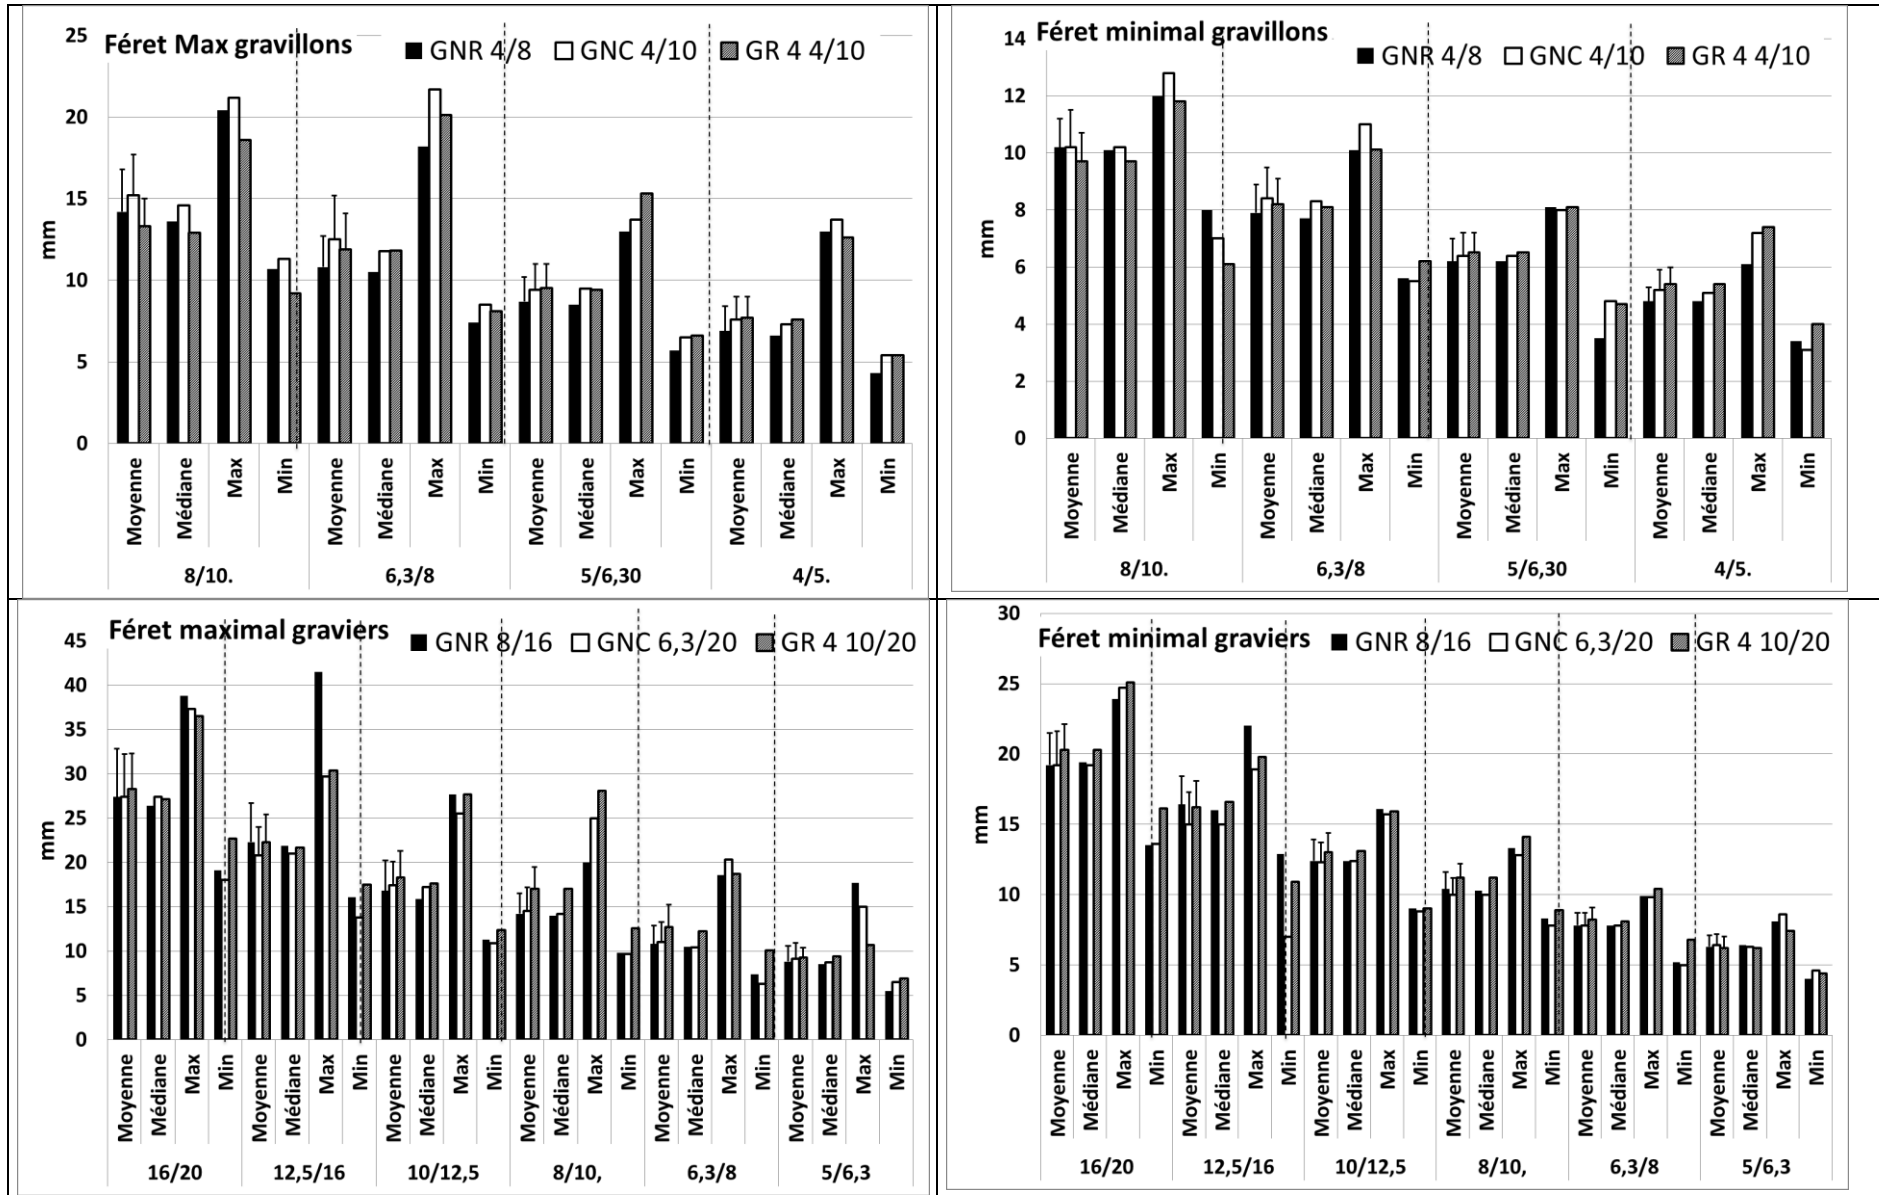 Féret Max gravillons
GNR 4/8 GNC 4/10 GR 4 4/10
25
20
15
10
5
0
mm
Moyenne Médiane Max Min Moyenne Médiane Max Min Moyenne Médiane Max Min Moyenne Médiane Max Min
8/10. 6,3/8 5/6,30 4/5.
Féret minimal gravillons
GNR 4/8 GNC 4/10 GR 4 4/10
14
12
10
8
6
4
2
0
mm
Moyenne Médiane Max Min Moyenne Médiane Max Min Moyenne Médiane Max Min Moyenne Médiane Max Min
8/10. 6,3/8 5/6,30 4/5.
Féret maximal graviers
GNR 8/16 GNC 6,3/20 GR 4 10/20
45
40
35
30
25
20
15
10
5
0
mm
Moyenne Médiane Max Min Moyenne Médiane Max Min Moyenne Médiane Max Min Moyenne Médiane Max Min Moyenne Médiane Max Min Moyenne Médiane Max Min
16/20 12,5/16 10/12,5 8/10, 6,3/8 5/6,3
Féret minimal graviers
GNR 8/16 GNC 6,3/20 GR 4 10/20
30
25
20
15
10
5
0
mm
Moyenne Médiane Max Min Moyenne Médiane Max Min Moyenne Médiane Max Min Moyenne Médiane Max Min Moyenne Médiane Max Min Moyenne Médiane Max Min
16/20 12,5/16 10/12,5 8/10, 6,3/8 5/6,3